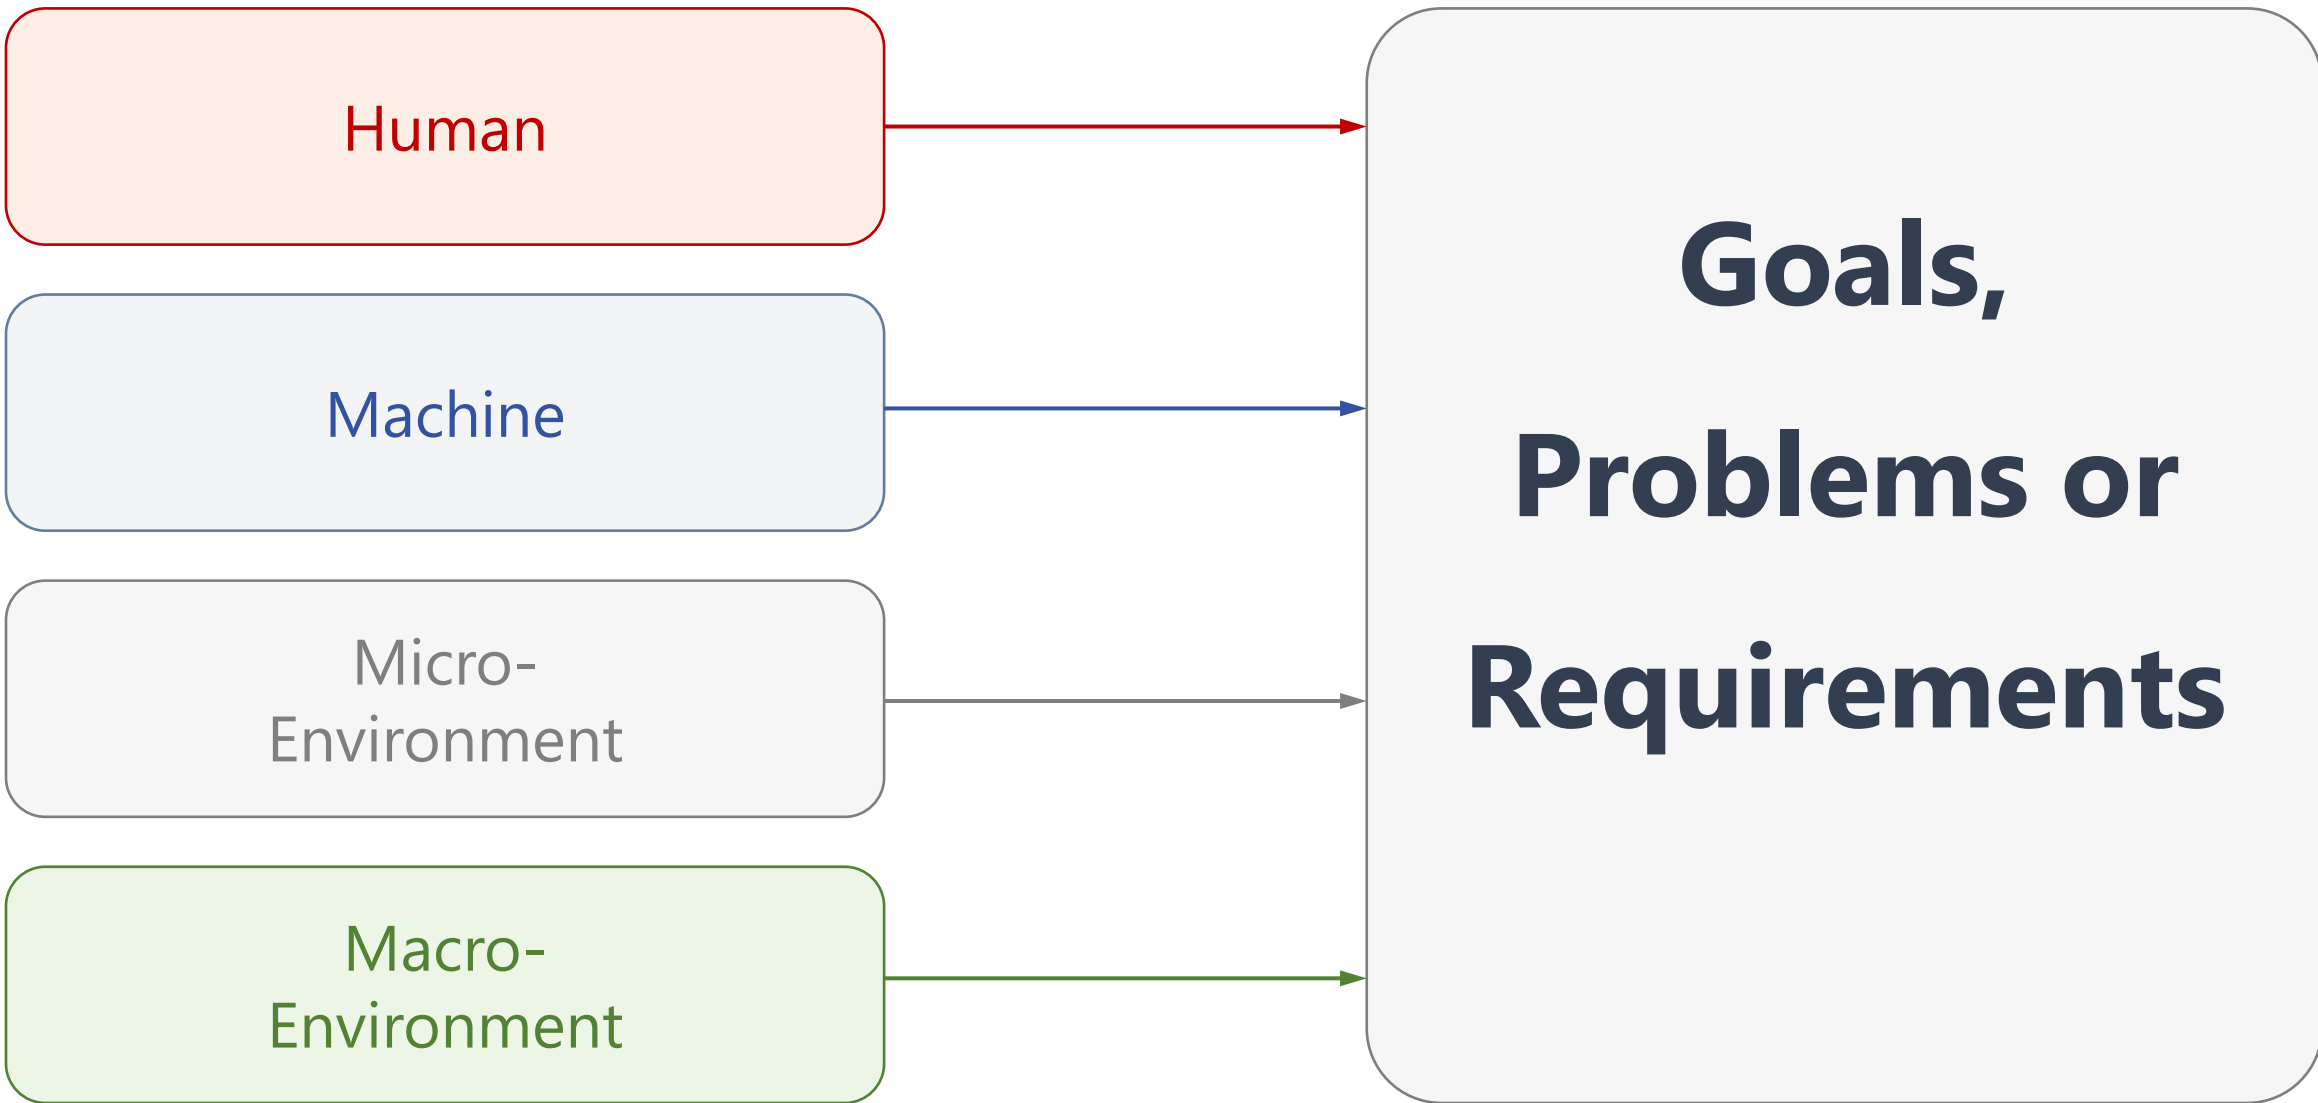 Human
Machine
Micro-
Environment
Macro-
Environment
Goals,
Problems or
Requirements